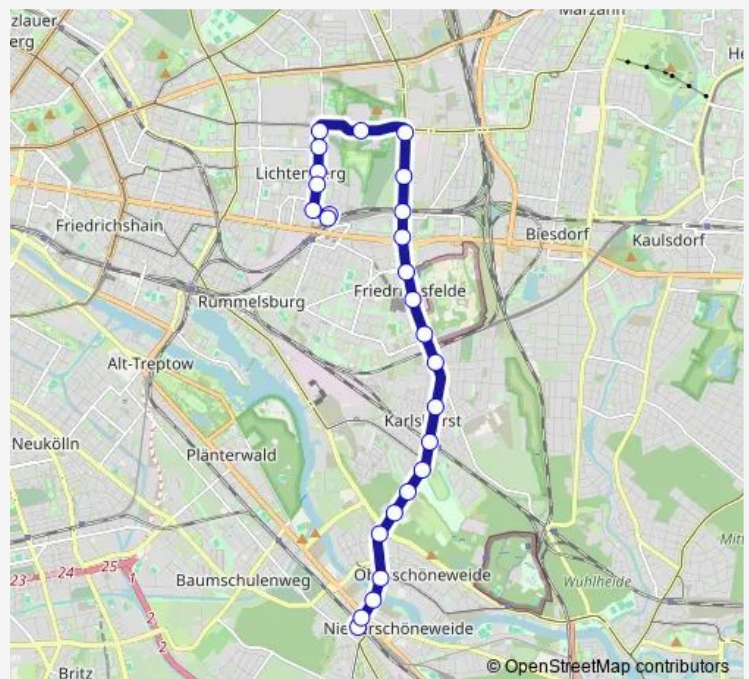 zlauer
erg
Marzahn
He
Lichtenberg
Friedrichshain
Biesdorf
Kaulsdorf
Friedrichsfelde
Rummelsburg
Alt-Treptow
Karlshorst
Neukölln
Plänterwald
Mitt
23 24 25
1
Baumschulenweg
Oberschöneweide
Wuhlheide
2
2
Niederschöneweide
Britz
© OpenStreetMap contributors